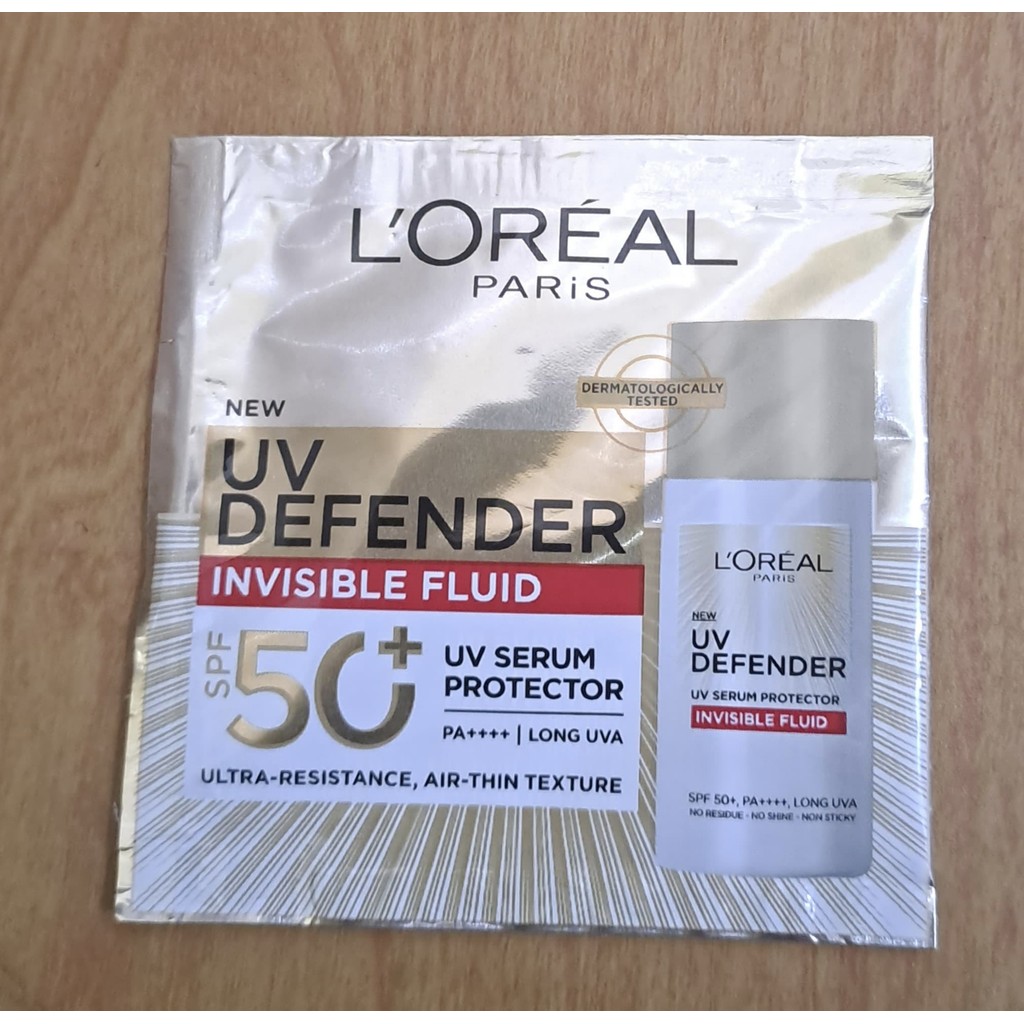 L'ORÉAL
PARiS
DERMATOLOGICALLY
TESTED
NEW
UV
DEFENDER
INVISIBLE FLUID
SPF 50+
UV SERUM
PROTECTOR
PA++++ | LONG UVA
ULTRA-RESISTANCE, AIR-THIN TEXTURE
L'ORÉAL
PARiS
NEW
UV
DEFENDER
UV SERUM PROTECTOR
INVISIBLE FLUID
SPF 50+, PA++++, LONG UVA
NO RESIDUE - NO SHINE - NON STICKY